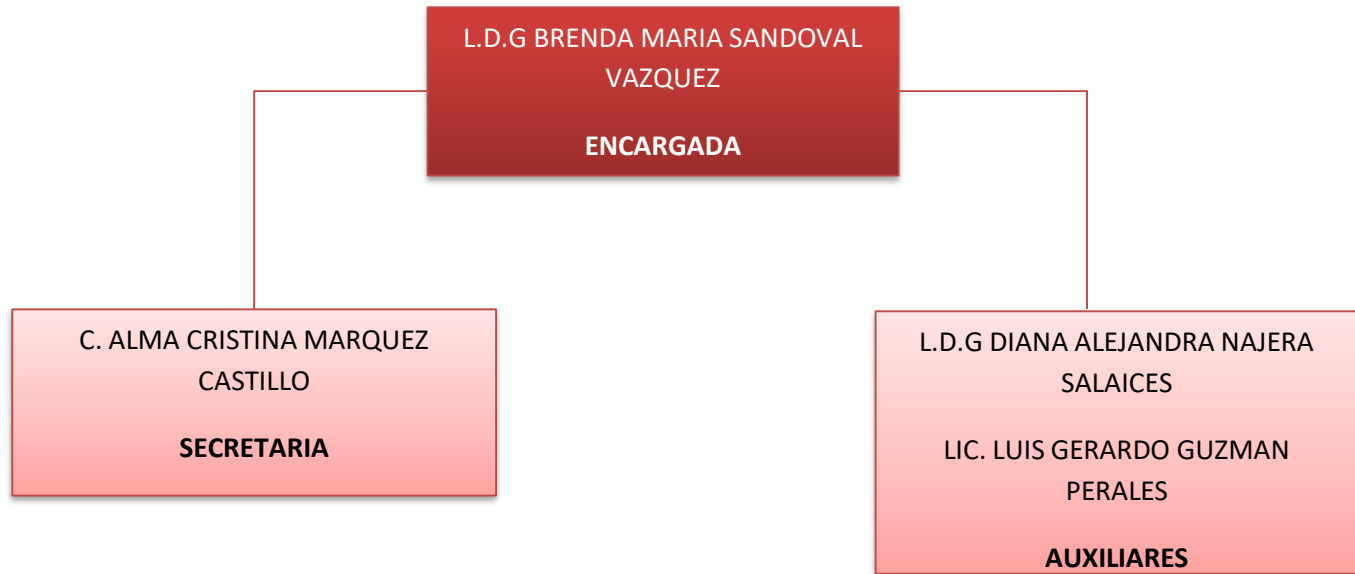 L.D.G BRENDA MARIA SANDOVAL
VAZQUEZ
ENCARGADA
C. ALMA CRISTINA MARQUEZ
CASTILLO
SECRETARIA
L.D.G DIANA ALEJANDRA NAJERA
SALAICES
LIC. LUIS GERARDO GUZMAN
PERALES
AUXILIARES